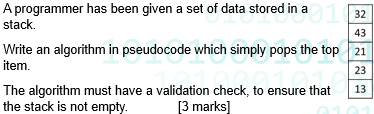 A programmer has been given a set of data stored in a
stack.
Write an algorithm in pseudocode which simply pops the top
item.
The algorithm must have a validation check, to ensure that
the stack is not empty. [3 marks]
32
43
21
23
13